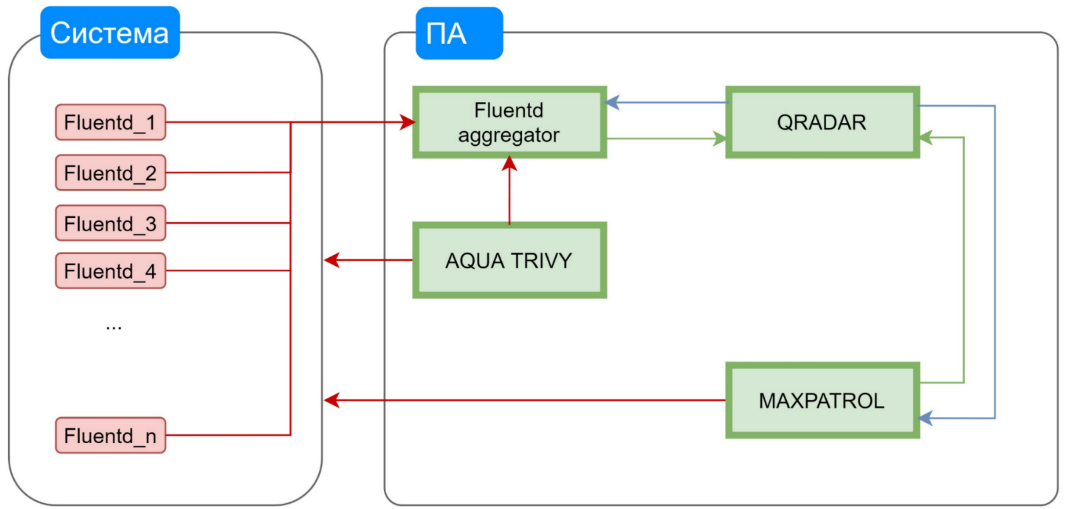 Система
ПА
Fluentd_1
Fluentd_2
Fluentd_3
Fluentd_4
...
Fluentd_n
Fluentd
aggregator
QRADAR
AQUA TRIVY
MAXPATROL